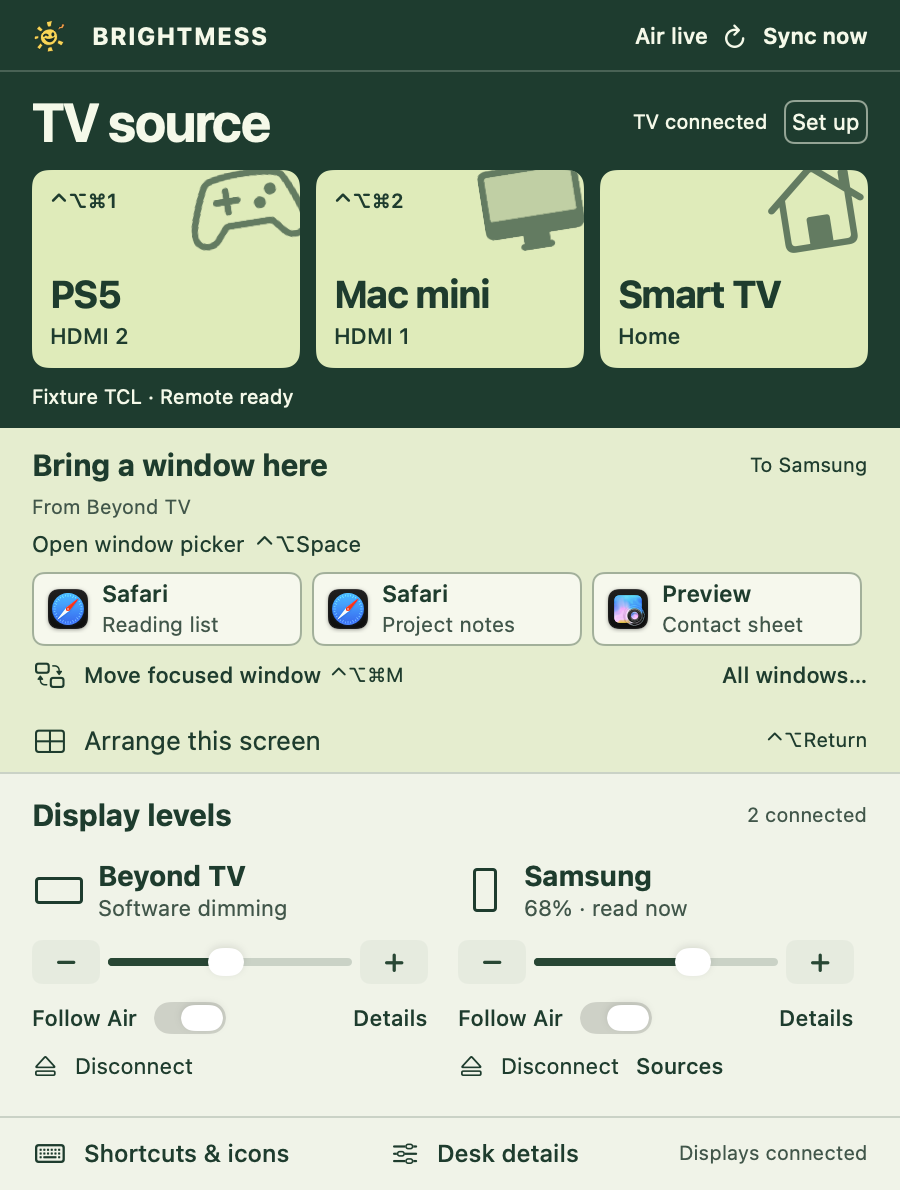 BRIGHTMESS
Air live Sync now
TV source
TV connected Set up
⌃⌥⌘1
PS5
HDMI 2
⌃⌥⌘2
Mac mini
HDMI 1
Smart TV
Home
Fixture TCL · Remote ready
Bring a window here
To Samsung
From Beyond TV
Open window picker ⌃⌥Space
Safari
Reading list
Safari
Project notes
Preview
Contact sheet
Move focused window ⌃⌥⌘M
All windows...
Arrange this screen
⌃⌥Return
Display levels
2 connected
Beyond TV
Software dimming
− +
Follow Air Details
Disconnect
Samsung
68% · read now
− +
Follow Air Details
Disconnect Sources
Shortcuts & icons
Desk details
Displays connected